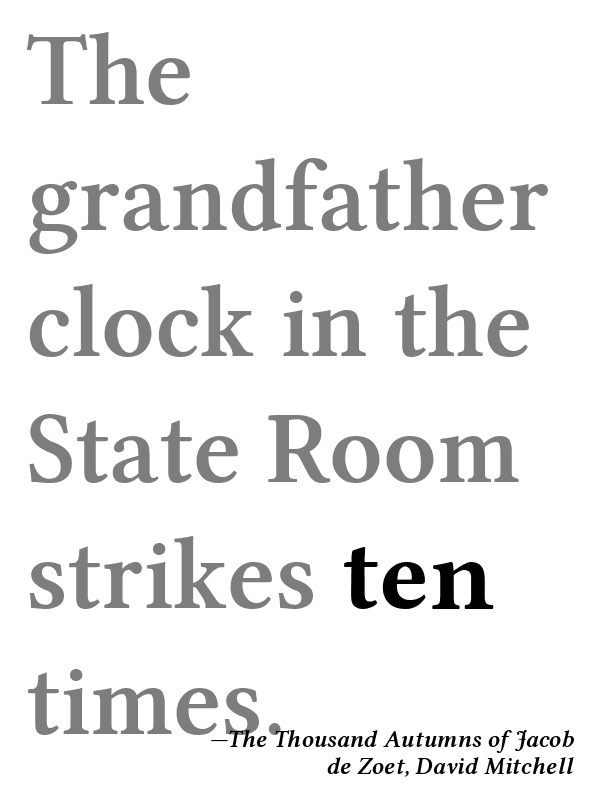 The
grandfather
clock in the
State Room
strikes ten
times.
—The Thousand Autumns of Jacob
de Zoet, David Mitchell